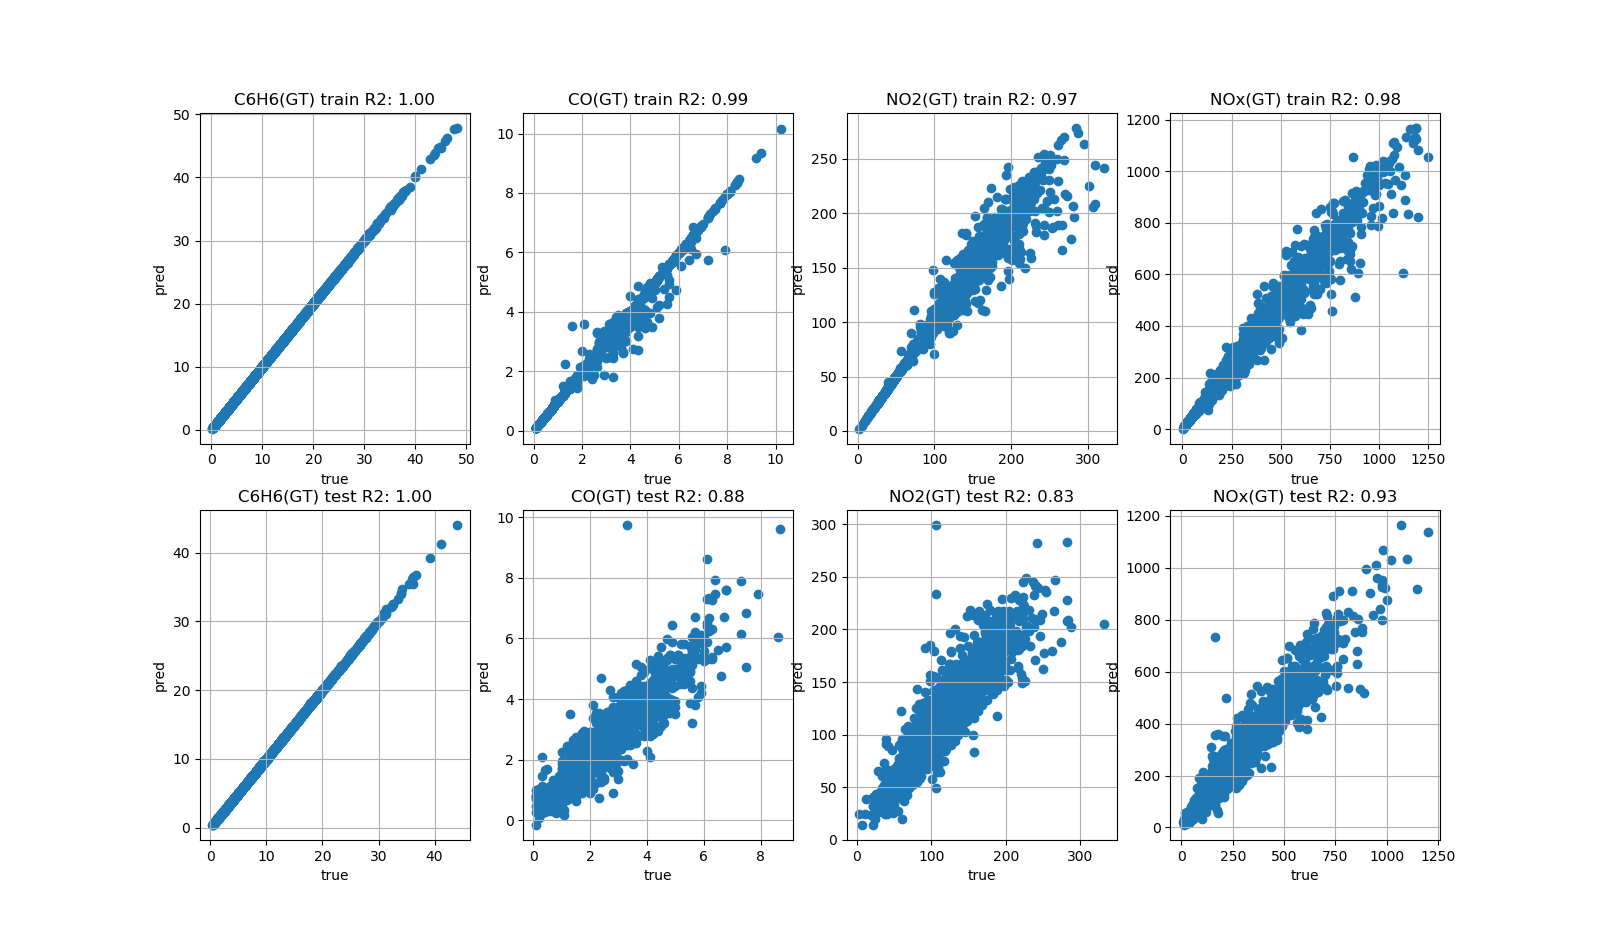 C6H6(GT) train R2: 1.00
pred
50
40
30
20
10
0
0 10 20 30 40 50
true
CO(GT) train R2: 0.99
pred
10
8
6
4
2
0
0 2 4 6 8 10
true
NO2(GT) train R2: 0.97
pred
250
200
150
100
50
0
0 100 200 300
true
NOx(GT) train R2: 0.98
pred
1200
1000
800
600
400
200
0
0 250 500 750 1000 1250
true
C6H6(GT) test R2: 1.00
pred
40
30
20
10
0
0 10 20 30 40
true
CO(GT) test R2: 0.88
pred
10
8
6
4
2
0
0 2 4 6 8
true
NO2(GT) test R2: 0.83
pred
300
250
200
150
100
50
0
0 100 200 300
true
NOx(GT) test R2: 0.93
pred
1200
1000
800
600
400
200
0
0 250 500 750 1000 1250
true